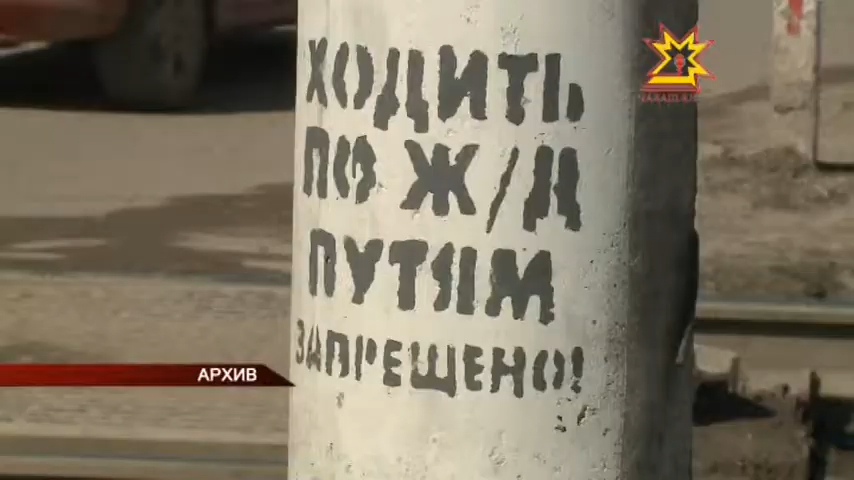 ХОДИТЬ
ПО Ж/Д
ПУТЯМ
ЗАПРЕЩЕНО!
АРХИВ